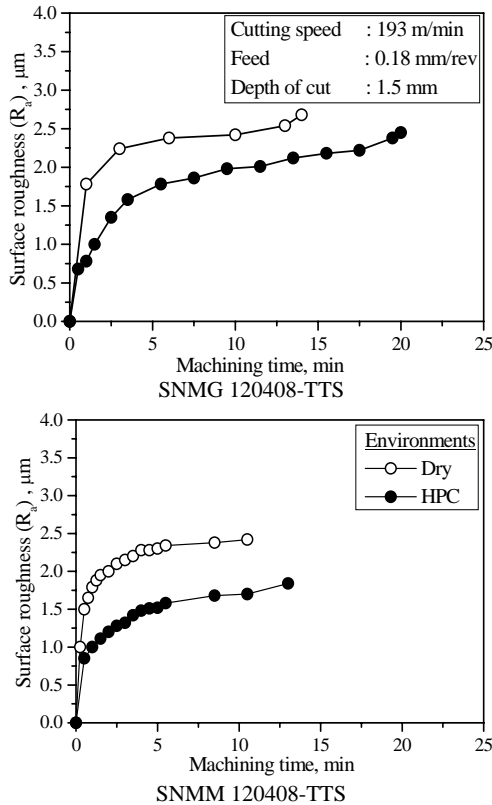 Cutting speed : 193 m/min
Feed : 0.18 mm/rev
Depth of cut : 1.5 mm
Surface roughness (Ra) , μm
4.0
3.5
3.0
2.5
2.0
1.5
1.0
0.5
0.0
0 5 10 15 20 25
Machining time, min
SNMG 120408-TTS
Environments
Dry
HPC
Surface roughness (Ra) , μm
4.0
3.5
3.0
2.5
2.0
1.5
1.0
0.5
0.0
0 5 10 15 20 25
Machining time, min
SNMM 120408-TTS